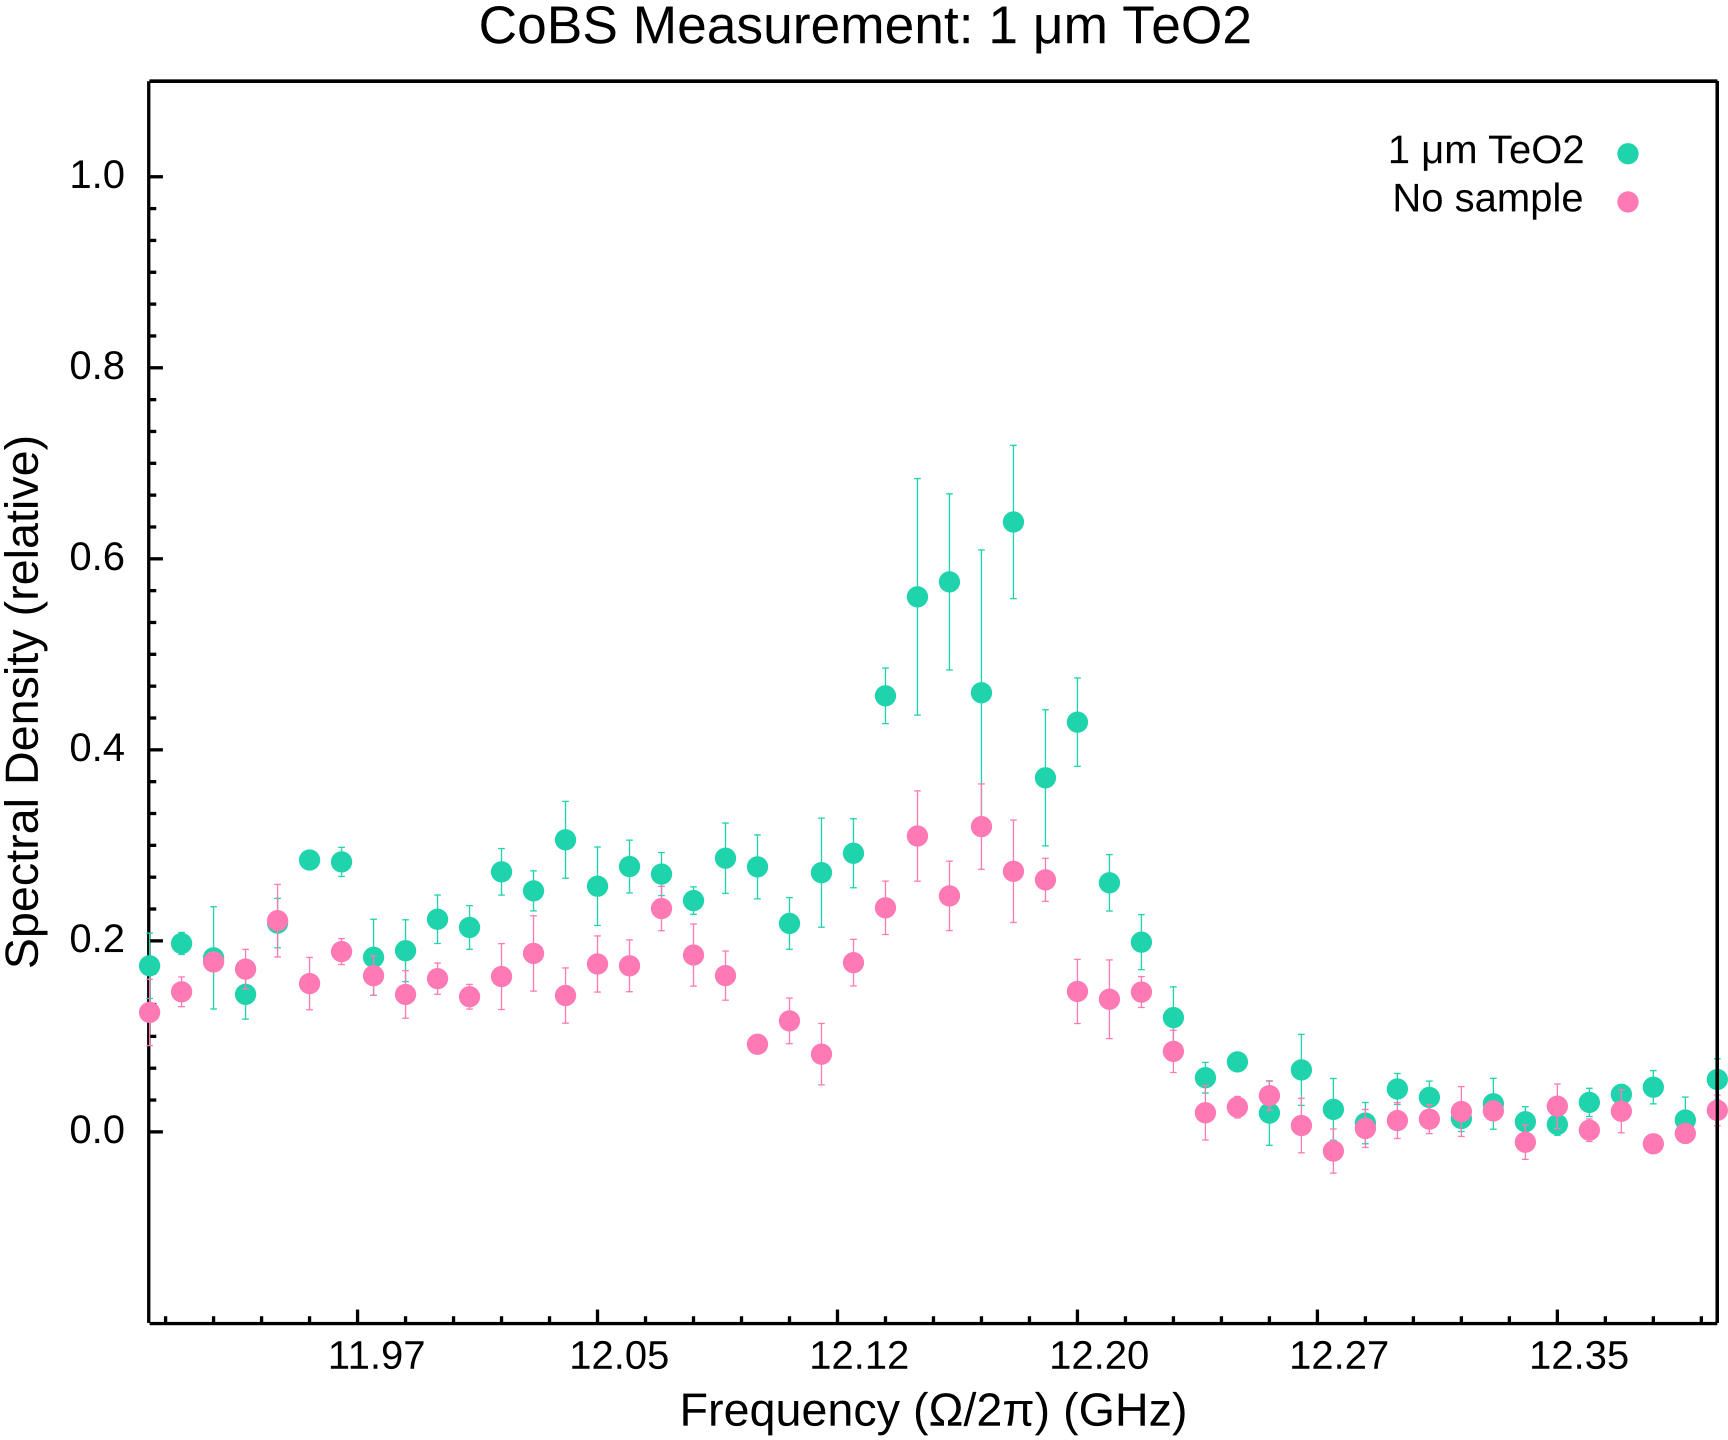 CoBS Measurement: 1 μm TeO2
1 μm TeO2
No sample
1.0
0.8
0.6
0.4
0.2
0.0
Spectral Density (relative)
11.97
12.05
12.12
12.20
12.27
12.35
Frequency (Ω/2π) (GHz)